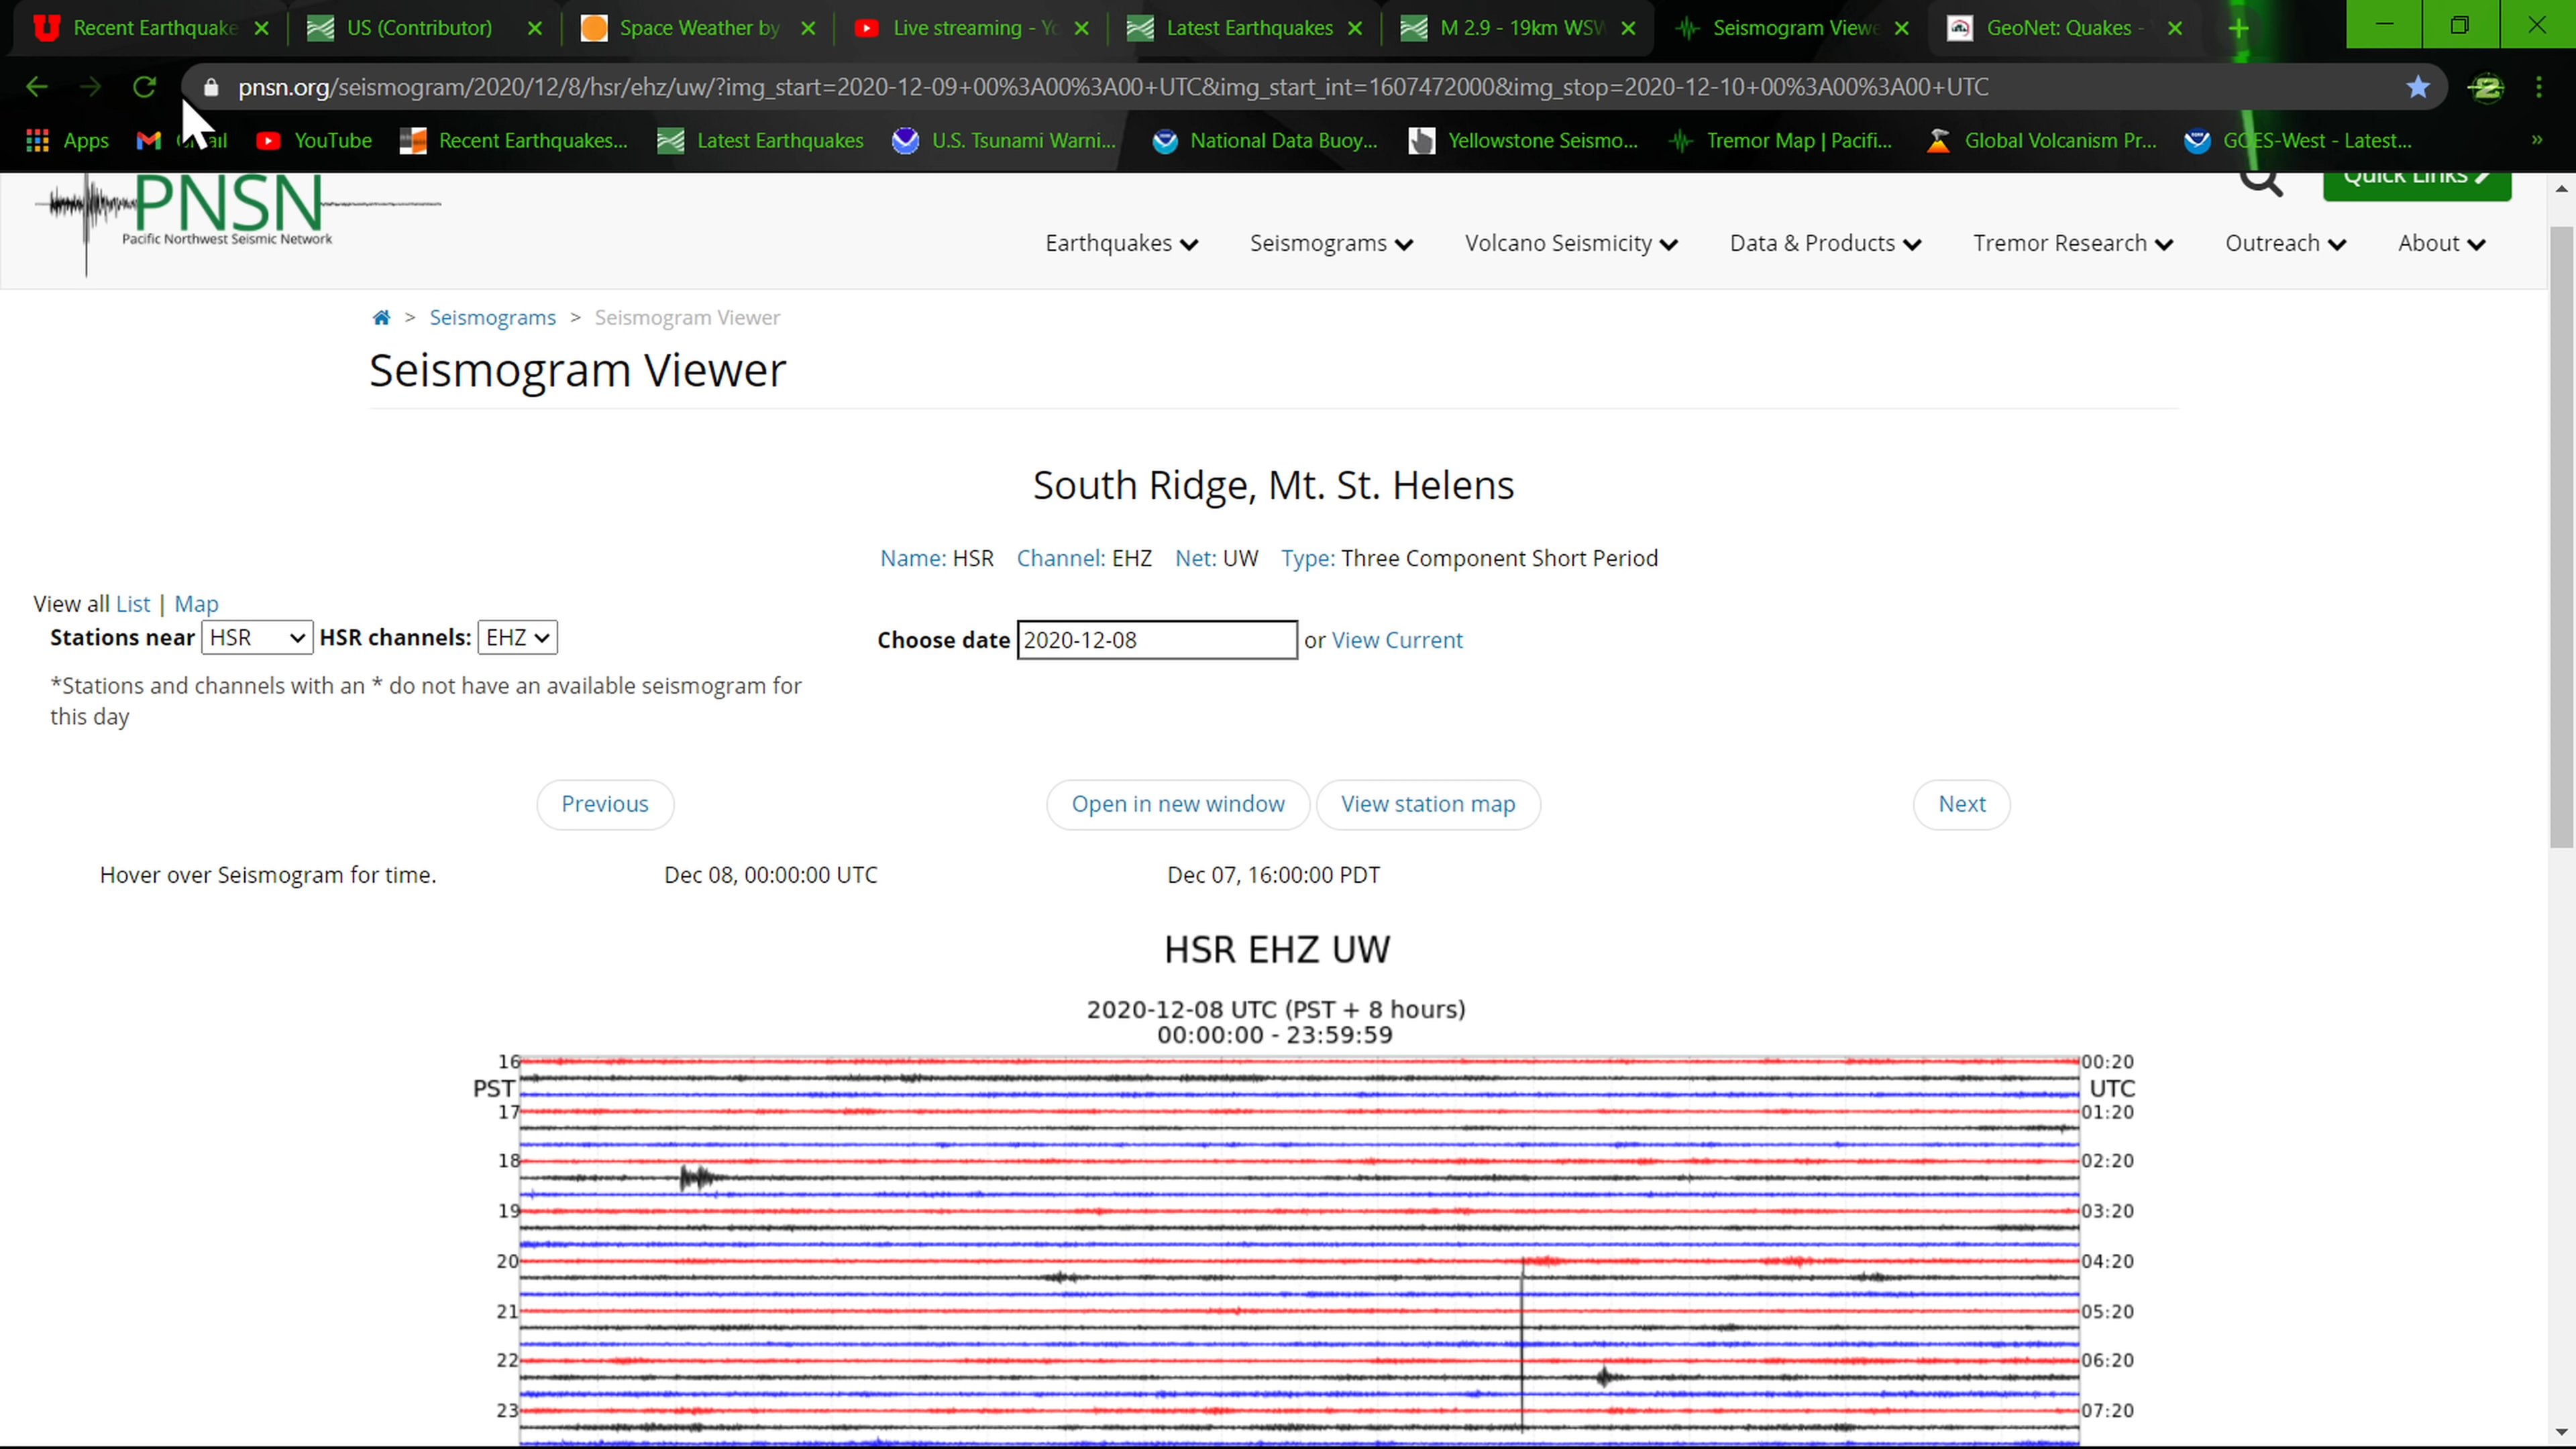 Recent Earthquake
US (Contributor)
Space Weather by
Live streaming - Yo
Latest Earthquakes
M 2.9 - 19km WSW
Seismogram Viewe
GeoNet: Quakes -
pnsn.org/seismogram/2020/12/8/hsr/ehz/uw/?img_start=2020-12-09+00%3A00%3A00+UTC&img_start_int=1607472000&img_stop=2020-12-10+00%3A00%3A00+UTC
Apps
YouTube
Recent Earthquakes...
Latest Earthquakes
U.S. Tsunami Warni...
National Data Buoy...
Yellowstone Seismo...
Tremor Map | Pacifi...
Global Volcanism Pr...
GOES-West - Latest...
»
PNSN
Pacific Northwest Seismic Network
Quick Links
Earthquakes
Seismograms
Volcano Seismicity
Data & Products
Tremor Research
Outreach
About
> Seismograms > Seismogram Viewer
Seismogram Viewer
South Ridge, Mt. St. Helens
Name: HSR Channel: EHZ Net: UW Type: Three Component Short Period
View all List | Map
Stations near HSR HSR channels: EHZ
Choose date 2020-12-08 or View Current
*Stations and channels with an * do not have an available seismogram for
this day
Previous
Open in new window
View station map
Next
Hover over Seismogram for time.
Dec 08, 00:00:00 UTC
Dec 07, 16:00:00 PDT
HSR EHZ UW
2020-12-08 UTC (PST + 8 hours)
00:00:00 - 23:59:59
16 00:20
PST UTC
17 01:20
18 02:20
19 03:20
20 04:20
21 05:20
22 06:20
23 07:20